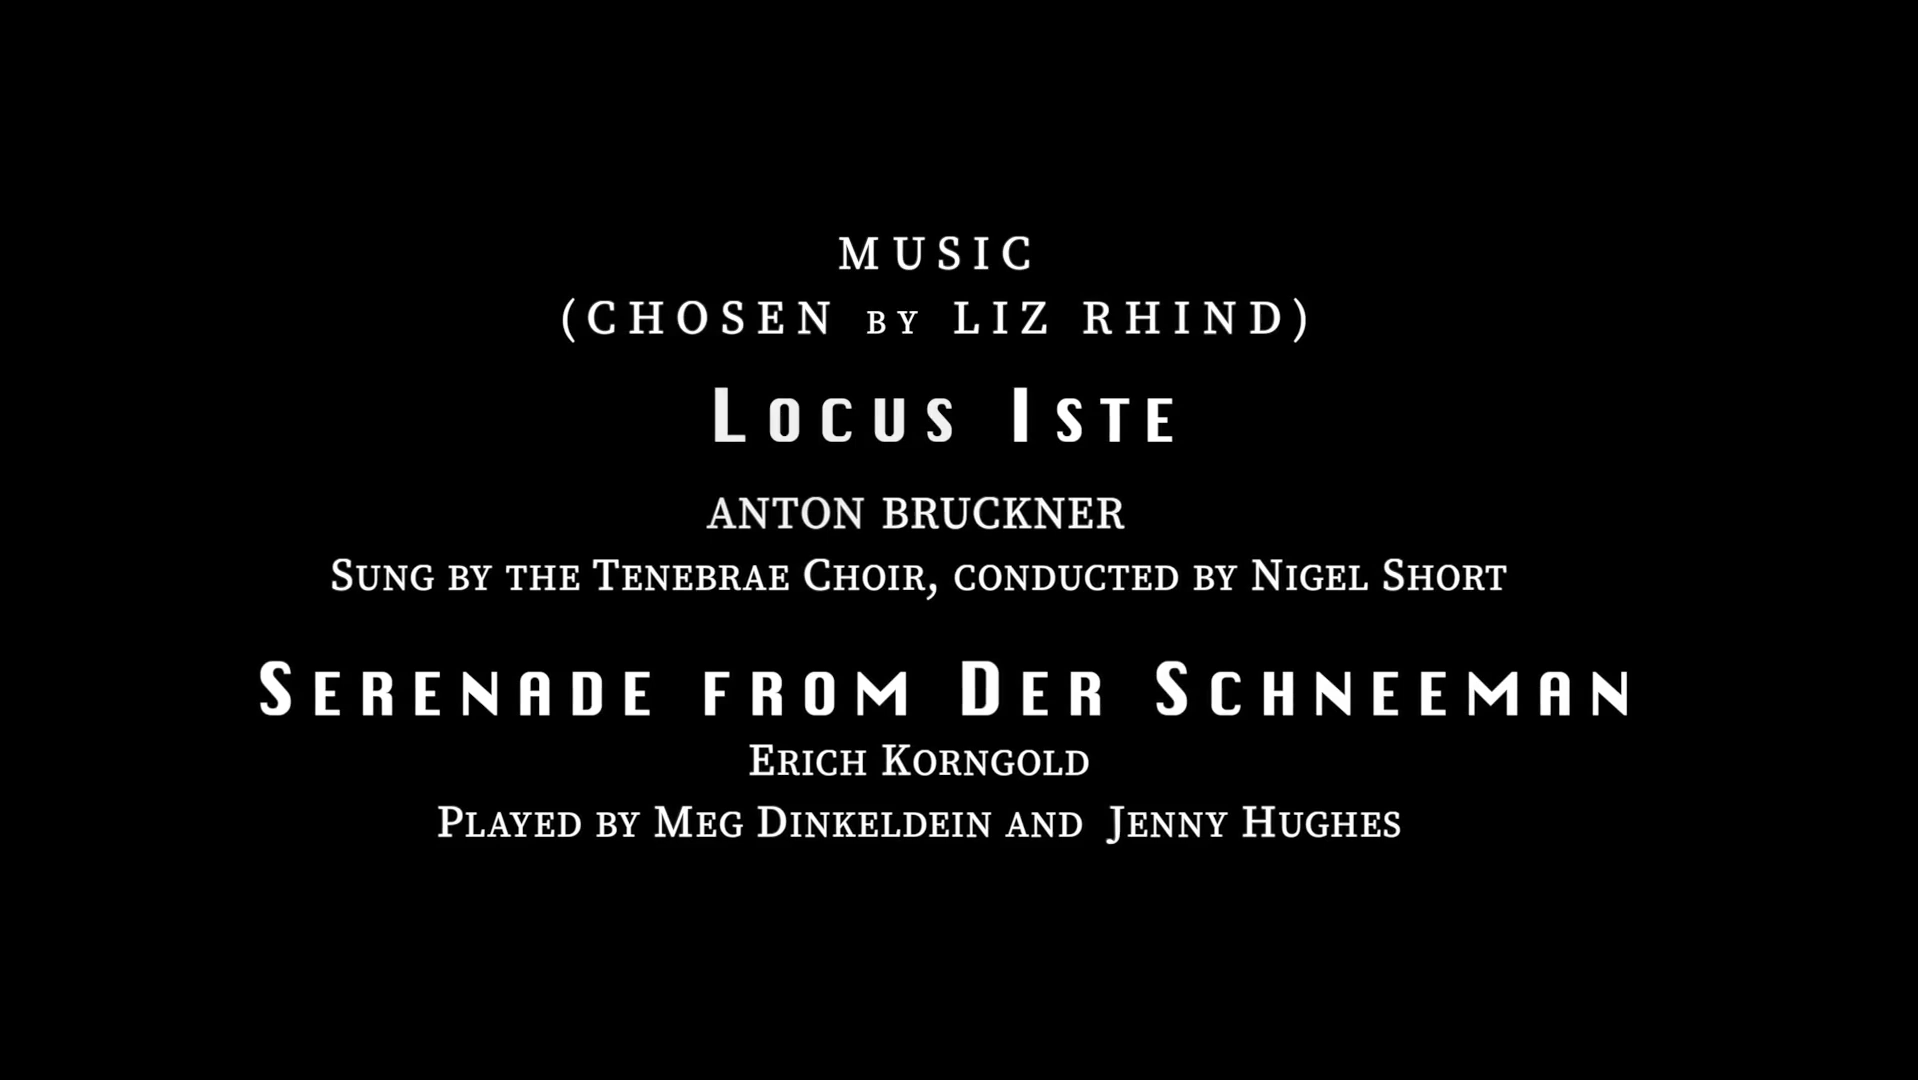 MUSIC
(CHOSEN BY LIZ RHIND)
LOCUS ISTE
ANTON BRUCKNER
SUNG BY THE TENEBRAE CHOIR, CONDUCTED BY NIGEL SHORT
SERENADE FROM DER SCHNEEMAN
ERICH KORNGOLD
PLAYED BY MEG DINKELDEIN AND JENNY HUGHES